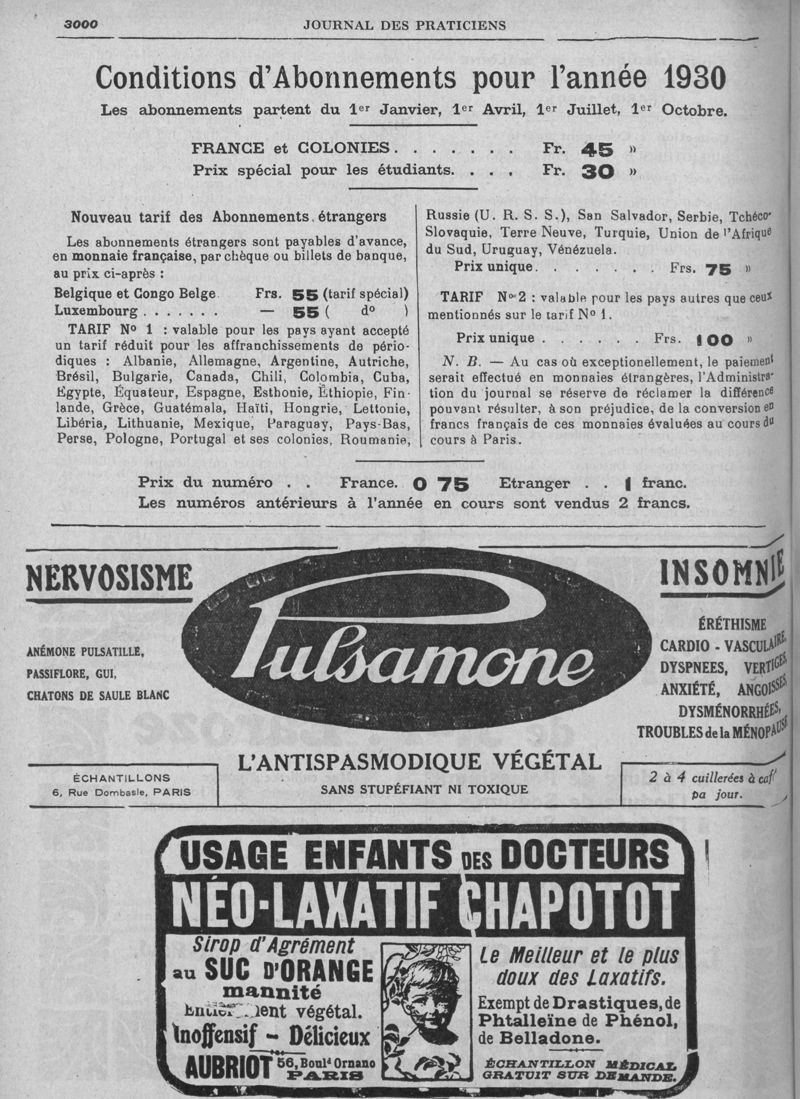 3000
JOURNAL DES PRATICIENS
Conditions d'Abonnements pour l'année 1930
Les abonnements partent du 1er Janvier, 1er Avril, 1er Juillet, 1er Octobre.
FRANCE et COLONIES. . . . . . . Fr. 45 »
Prix spécial pour les étudiants. . . . Fr. 30 »
Nouveau tarif des Abonnements étrangers
Les abonnements étrangers sont payables d'avance,
en monnaie française, par chèque ou billets de banque,
au prix ci-après :
Belgique et Congo Belge Frs. 55 (tarif spécial)
Luxembourg . . . . . . . — 55 ( do )
TARIF No 1 : valable pour les pays ayant accepté
un tarif réduit pour les affranchissements de pério-
diques : Albanie, Allemagne, Argentine, Autriche,
Brésil, Bulgarie, Canada, Chili, Colombia, Cuba,
Egypte, Équateur, Espagne, Esthonie, Éthiopie, Fin-
lande, Grèce, Guatémala, Haïti, Hongrie, Lettonie,
Libéria, Lithuanie, Mexique, Paraguay, Pays-Bas,
Perse, Pologne, Portugal et ses colonies, Roumanie,
Russie (U. R. S. S.), San Salvador, Serbie, Tchéco-
Slovaquie, Terre Neuve, Turquie, Union de l'Afrique
du Sud, Uruguay, Vénézuela.
Prix unique. . . . . . . . Frs. 75 »
TARIF No 2 : valable pour les pays autres que ceux
mentionnés sur le tarif No 1.
Prix unique . . . . . . . Frs. 100 »
N. B. — Au cas où exceptionellement, le paiement
serait effectué en monnaies étrangères, l'Administra-
tion du journal se réserve de réclamer la différence
pouvant résulter, à son préjudice, de la conversion en
francs français de ces monnaies évaluées au cours du
cours à Paris.
Prix du numéro . . France. 0 75 Etranger . . 1 franc.
Les numéros antérieurs à l'année en cours sont vendus 2 francs.
NERVOSISME
ANÉMONE PULSATILLE,
PASSIFLORE, GUI,
CHATONS DE SAULE BLANC
Pulsamone
INSOMNIE
ÉRÉTHISME
CARDIO - VASCULAIRE,
DYSPNEES, VERTIGES
ANXIÉTÉ, ANGOISSES
DYSMÉNORRHÉES,
TROUBLES de la MÉNOPAUSE
L'ANTISPASMODIQUE VÉGÉTAL
SANS STUPÉFIANT NI TOXIQUE
ÉCHANTILLONS
6, Rue Dombasle, PARIS
2 à 4 cuillerées à caf
pa jour.
USAGE ENFANTS DES DOCTEURS
NÉO-LAXATIF CHAPOTOT
Sirop d'Agrément
au SUC D'ORANGE
mannité
lent végétal.
Inoffensif - Délicieux
AUBRIOT 56, Bould Ornano
PARIS
Le Meilleur et le plus
doux des Laxatifs.
Exempt de Drastiques, de
Phtalleïne de Phénol,
de Belladone.
ÉCHANTILLON MÉDICAL
GRATUIT SUR DEMANDE.